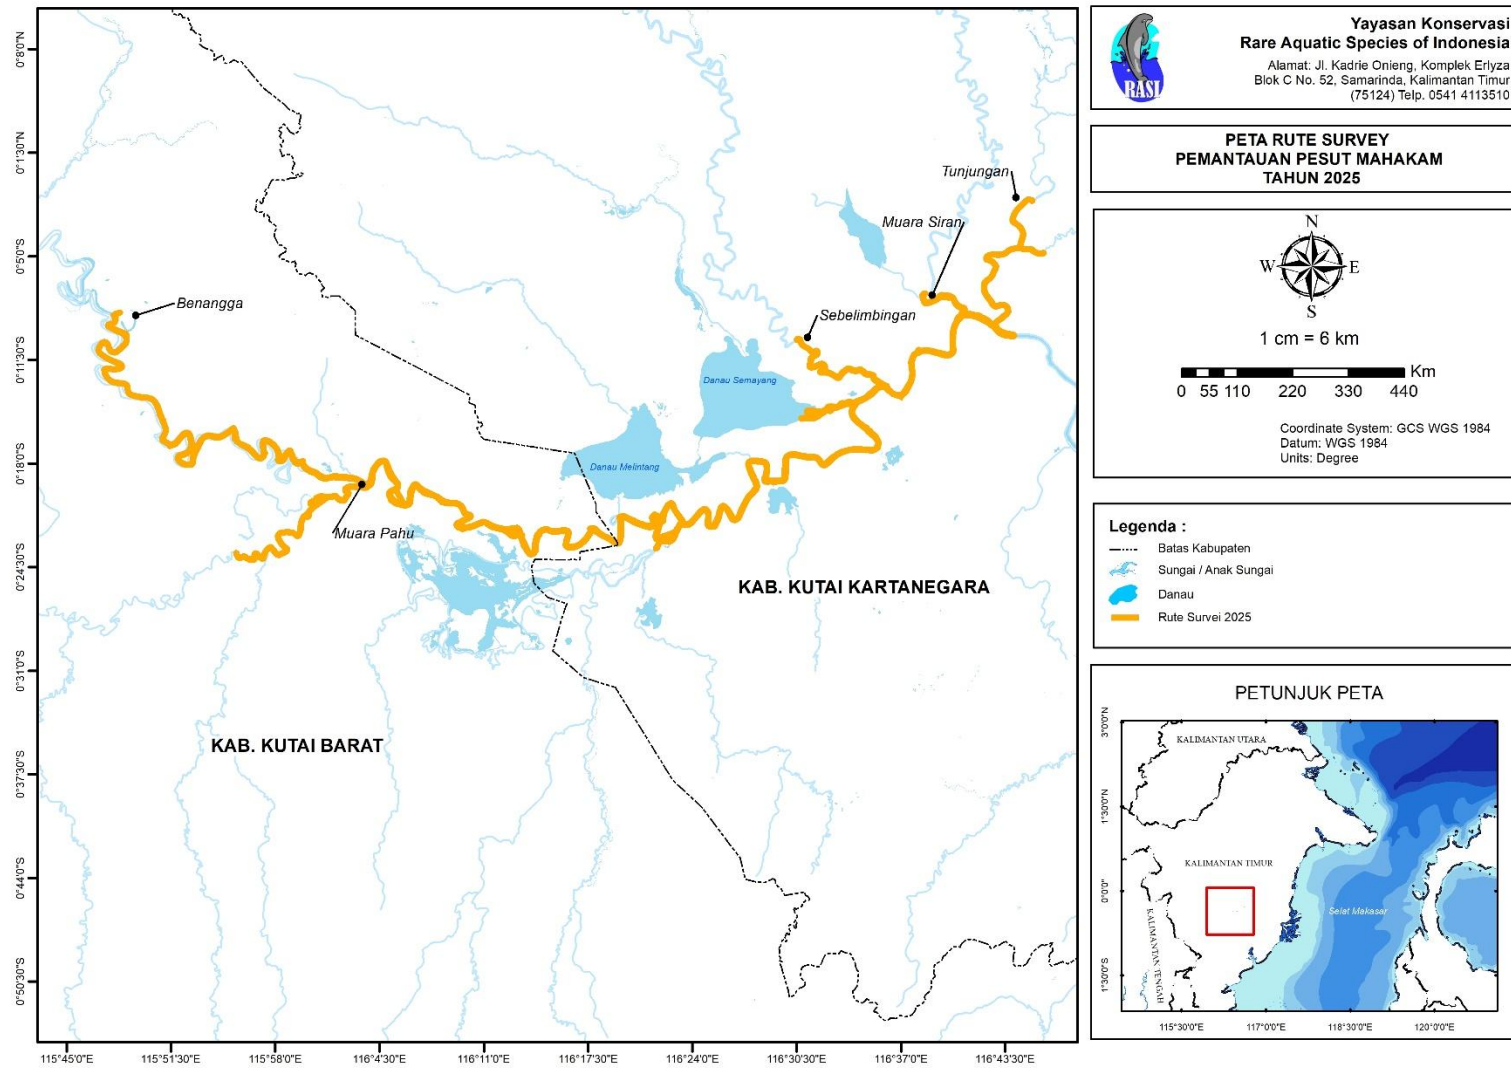 Yayasan Konservasi
Rare Aquatic Species of Indonesia
Alamat: Jl. Kadrie Onieng, Komplek Erlyza
Blok C No. 52, Samarinda, Kalimantan Timur
(75124) Telp. 0541 4113510
RASI
PETA RUTE SURVEY
PEMANTAUAN PESUT MAHAKAM
TAHUN 2025
N
W E
S
1 cm = 6 km
Km
0 55 110 220 330 440
Coordinate System: GCS WGS 1984
Datum: WGS 1984
Units: Degree
Legenda :
Batas Kabupaten
Sungai / Anak Sungai
Danau
Rute Survei 2025
PETUNJUK PETA
KALIMANTAN UTARA
KALIMANTAN TIMUR
KALIMANTAN TENGAH
Selat Makasar
3°0'0"N
1°30'0"N
0°0'0"
1°30'0"S
115°30'0"E 117°0'0"E 118°30'0"E 120°0'0"E
Tunjungan
Muara Siran
Benangga
Sebelimbingan
Danau Semayang
Danau Melintang
Muara Pahu
KAB. KUTAI KARTANEGARA
KAB. KUTAI BARAT
0°8'0"N
0°1'30"N
0°5'0"S
0°11'30"S
0°18'0"S
0°24'30"S
0°31'0"S
0°37'30"S
0°44'0"S
0°50'30"S
115°45'0"E 115°51'30"E 115°58'0"E 116°4'30"E 116°11'0"E 116°17'30"E 116°24'0"E 116°30'30"E 116°37'0"E 116°43'30"E